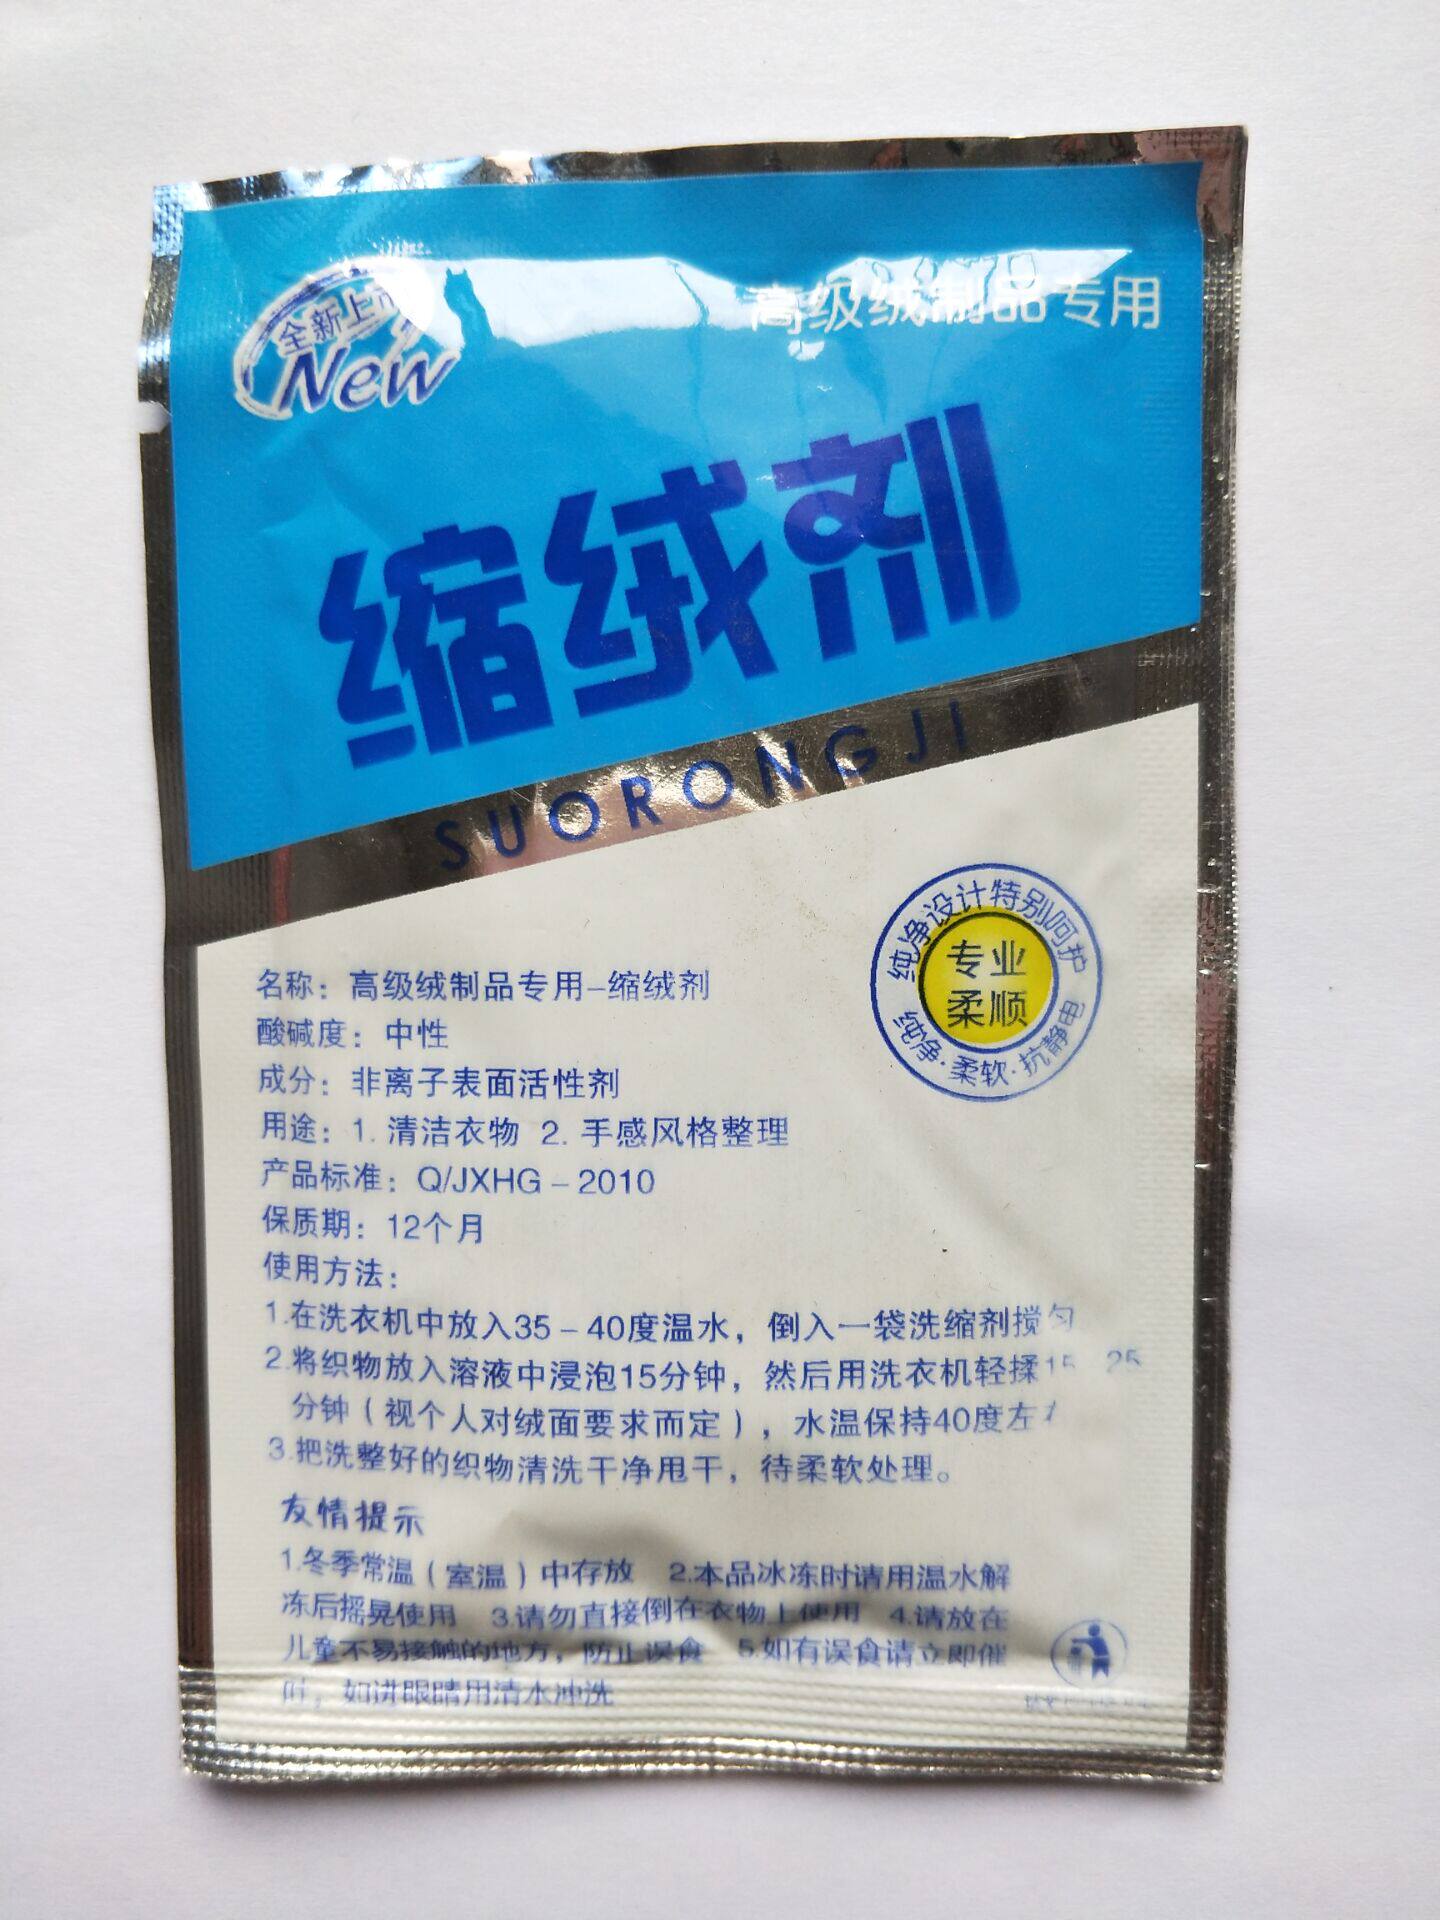 全新上市
New
高级绒制品专用
缩绒剂
SUORONGJI
纯净设计特别呵护
专业
柔顺
纯净·柔软·抗静电
名称：高级绒制品专用-缩绒剂
酸碱度：中性
成分：非离子表面活性剂
用途：1. 清洁衣物 2. 手感风格整理
产品标准：Q/JXHG－2010
保质期：12个月
使用方法：
1.在洗衣机中放入35－40度温水，倒入一袋洗缩剂搅匀
2.将织物放入溶液中浸泡15分钟，然后用洗衣机轻揉15 25
分钟（视个人对绒面要求而定），水温保持40度左右
3.把洗整好的织物清洗干净甩干，待柔软处理。
友情提示
1.冬季常温（室温）中存放 2.本品冰冻时请用温水解
冻后摇晃使用 3.请勿直接倒在衣物上使用 4.请放在
儿童不易接触的地方，防止误食 5.如有误食请立即催
吐，如进眼睛用清水冲洗